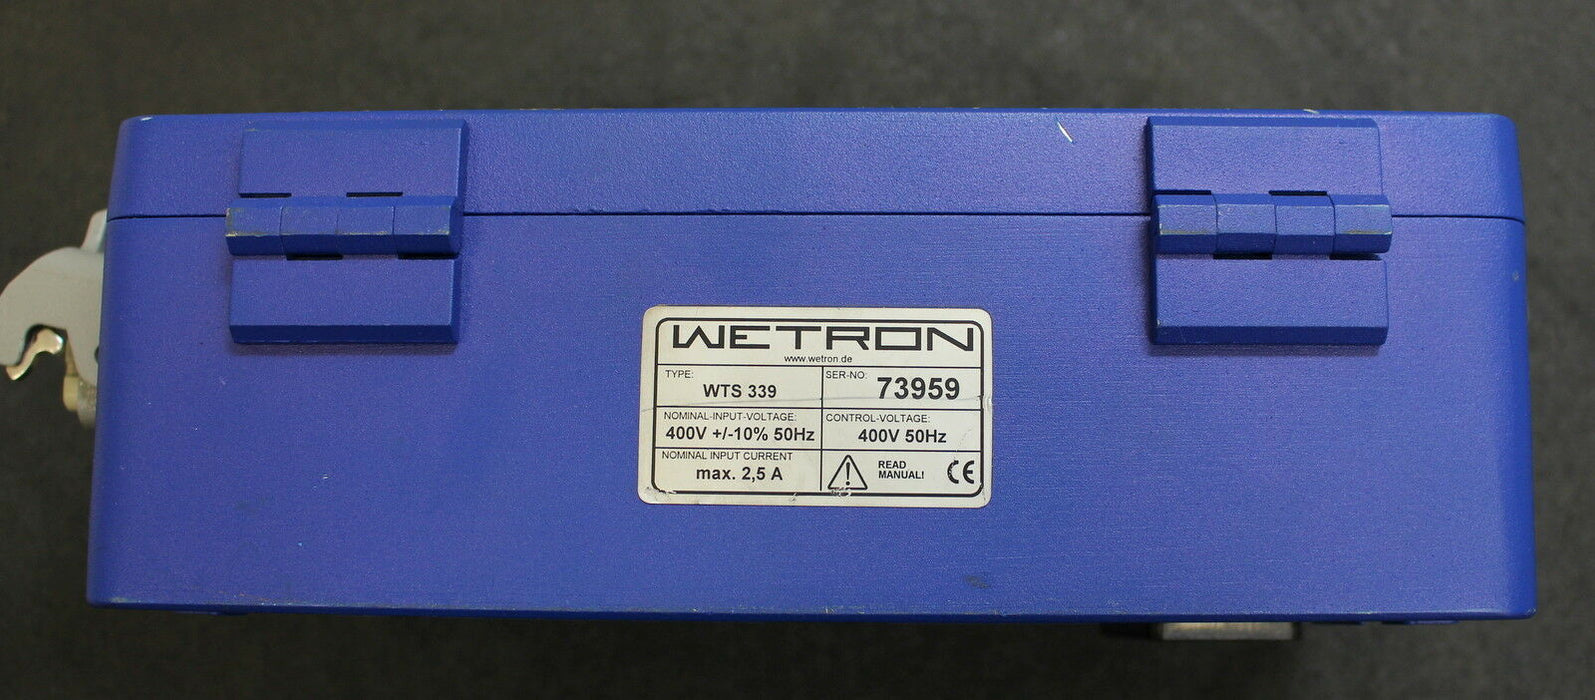 WETRON
www.wetron.de
TYPE:
WTS 339
SER-NO:
73959
NOMINAL-INPUT-VOLTAGE:
400V +/-10% 50Hz
CONTROL-VOLTAGE:
400V 50Hz
NOMINAL INPUT CURRENT
max. 2,5 A
READ
MANUAL!
CE